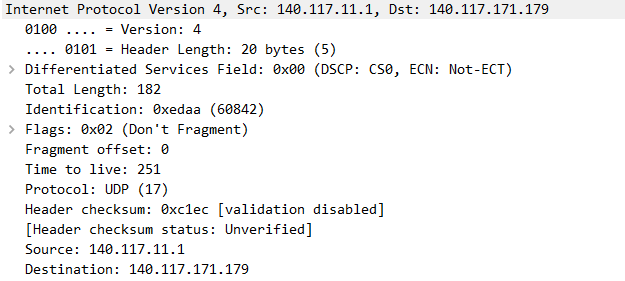 Internet Protocol Version 4, Src: 140.117.11.1, Dst: 140.117.171.179
0100 .... = Version: 4
.... 0101 = Header Length: 20 bytes (5)
> Differentiated Services Field: 0x00 (DSCP: CS0, ECN: Not-ECT)
Total Length: 182
Identification: 0xedaa (60842)
> Flags: 0x02 (Don't Fragment)
Fragment offset: 0
Time to live: 251
Protocol: UDP (17)
Header checksum: 0xc1ec [validation disabled]
[Header checksum status: Unverified]
Source: 140.117.11.1
Destination: 140.117.171.179